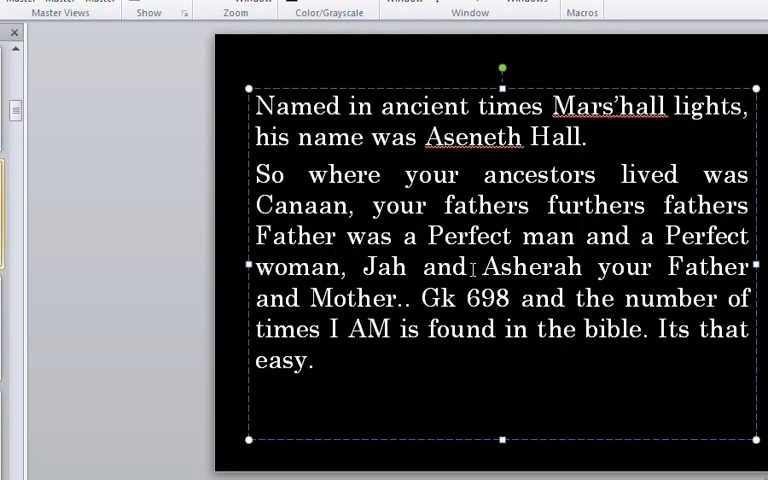 Master Views Show Zoom Color/Grayscale Window Macros
Named in ancient times Mars'hall lights,
his name was Aseneth Hall.
So where your ancestors lived was
Canaan, your fathers furthers fathers
Father was a Perfect man and a Perfect
woman, Jah and Asherah your Father
and Mother.. Gk 698 and the number of
times I AM is found in the bible. Its that
easy.